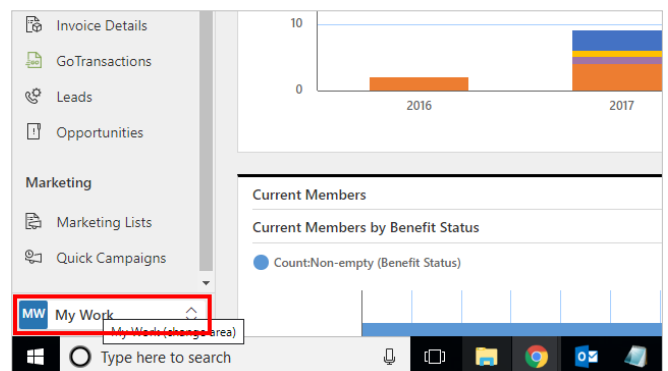 Invoice Details
GoTransactions
Leads
Opportunities
Marketing
Marketing Lists
Quick Campaigns
MW My Work
My Work (change area)
Type here to search
10
0
2016 2017
Current Members
Current Members by Benefit Status
Count:Non-empty (Benefit Status)